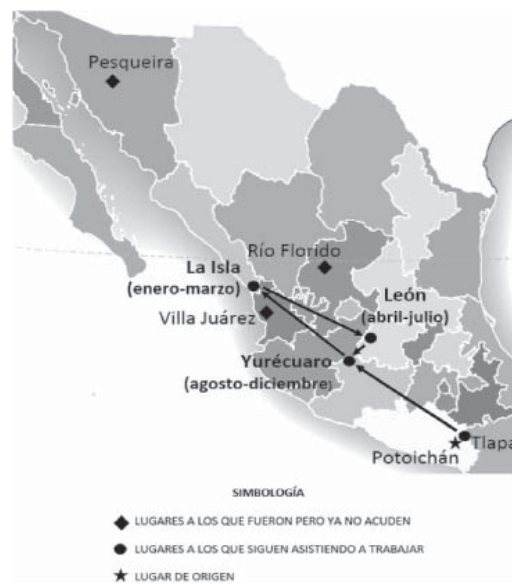 Pesqueira
Río Florido
La Isla
(enero-marzo)
León
(abril-julio)
Villa Juárez
Yurécuaro
(agosto-diciembre)
Tlapa
Potoichán
SIMBOLOGÍA
LUGARES A LOS QUE FUERON PERO YA NO ACUDEN
LUGARES A LOS QUE SIGUEN ASISTIENDO A TRABAJAR
LUGAR DE ORIGEN